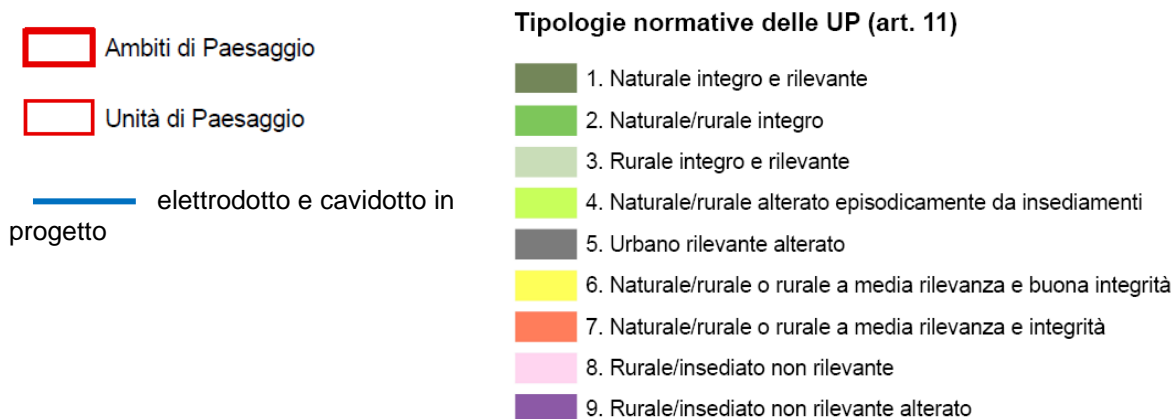 Ambiti di Paesaggio
Unità di Paesaggio
elettrodotto e cavidotto in
progetto
Tipologie normative delle UP (art. 11)
1. Naturale integro e rilevante
2. Naturale/rurale integro
3. Rurale integro e rilevante
4. Naturale/rurale alterato episodicamente da insediamenti
5. Urbano rilevante alterato
6. Naturale/rurale o rurale a media rilevanza e buona integrità
7. Naturale/rurale o rurale a media rilevanza e integrità
8. Rurale/insediato non rilevante
9. Rurale/insediato non rilevante alterato